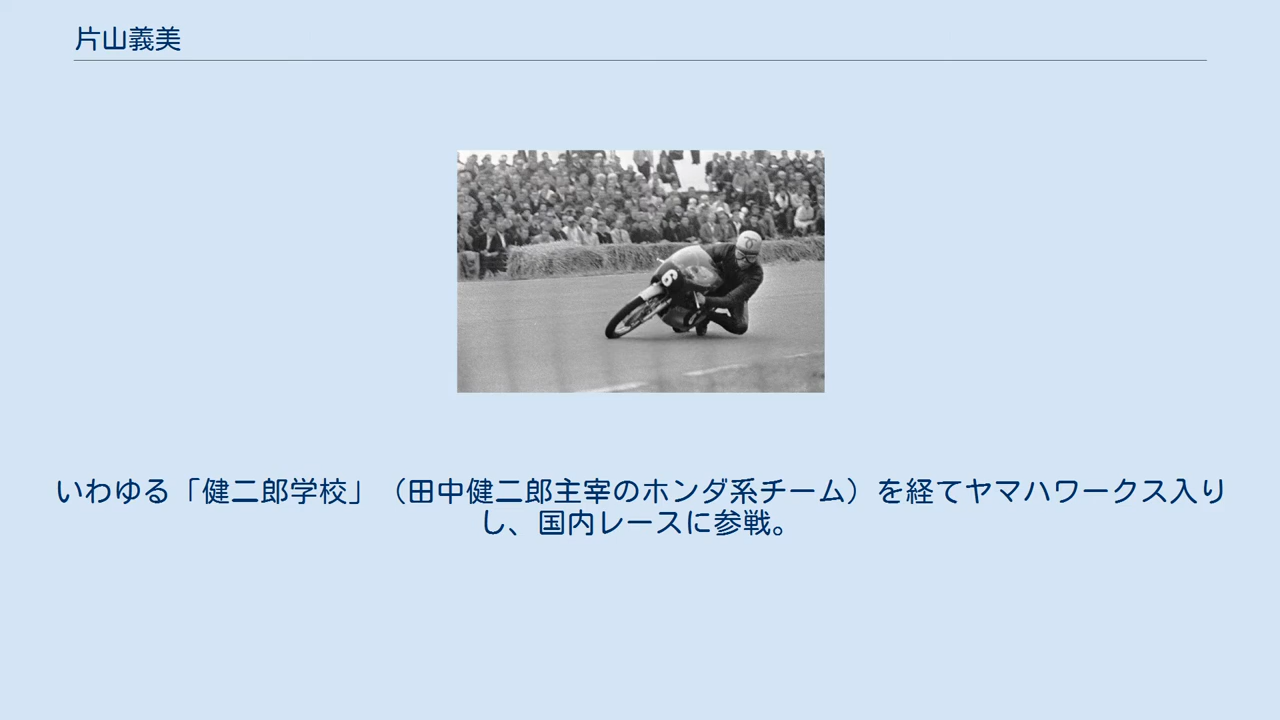 片山義美
6
いわゆる「健二郎学校」（田中健二郎主宰のホンダ系チーム）を経てヤマハワークス入り
し、国内レースに参戦。